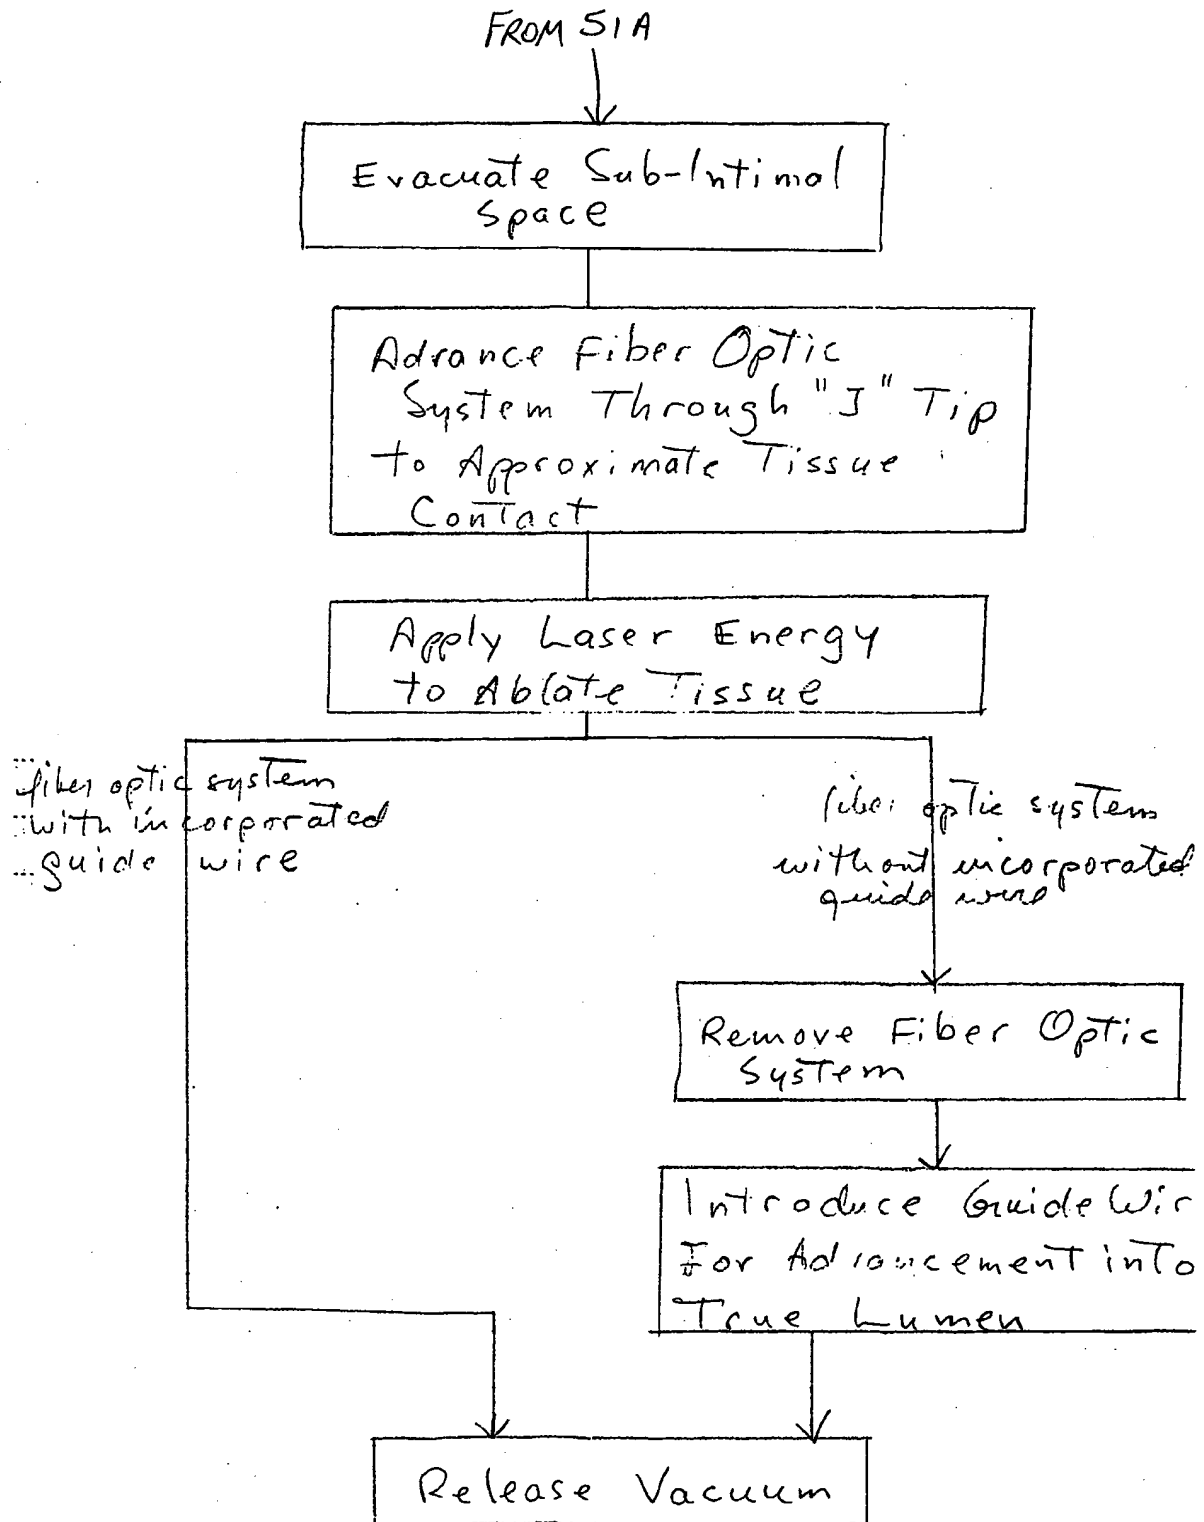 FROM 51A
Evacuate Sub-Intimal
Space
Advance Fiber Optic
System Through "J" Tip
to Approximate Tissue
Contact
Apply Laser Energy
to Ablate Tissue
fiber optic system
with incorporated
guide wire
fiber optic system
without incorporated
guide wire
Remove Fiber Optic
System
Introduce Guide Wir
For Advancement into
True Lumen
Release Vacuum